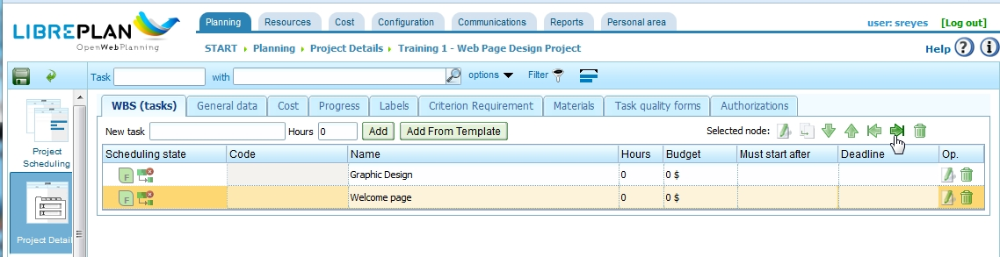 LIBREPLAN
OpenWebPlanning
Planning Resources Cost Configuration Communications Reports Personal area
user: sreyes [Log out]
START Planning Project Details Training 1 - Web Page Design Project
Help ? i
Task with options Filter
WBS (tasks) General data Cost Progress Labels Criterion Requirement Materials Task quality forms Authorizations
New task Hours 0 Add Add From Template Selected node:
Scheduling state Code Name Hours Budget Must start after Deadline Op.
F Graphic Design 0 0 $
F Welcome page 0 0 $
Project
Scheduling
Project Detail